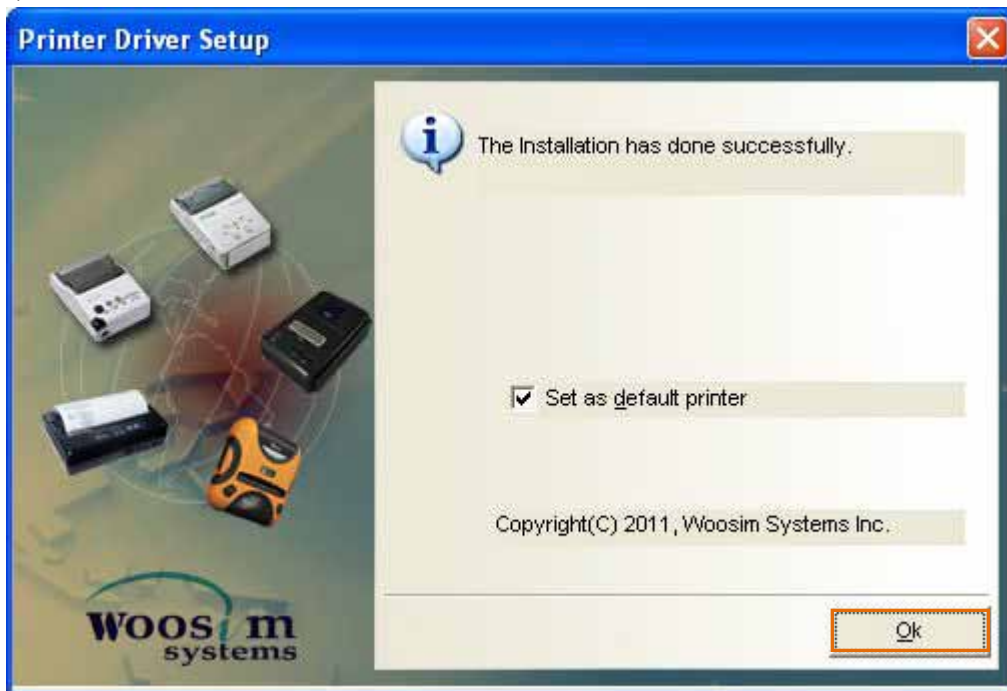 Printer Driver Setup
The Installation has done successfully.
Set as default printer
Copyright(C) 2011, Woosim Systems Inc.
Ok
Woosim
systems